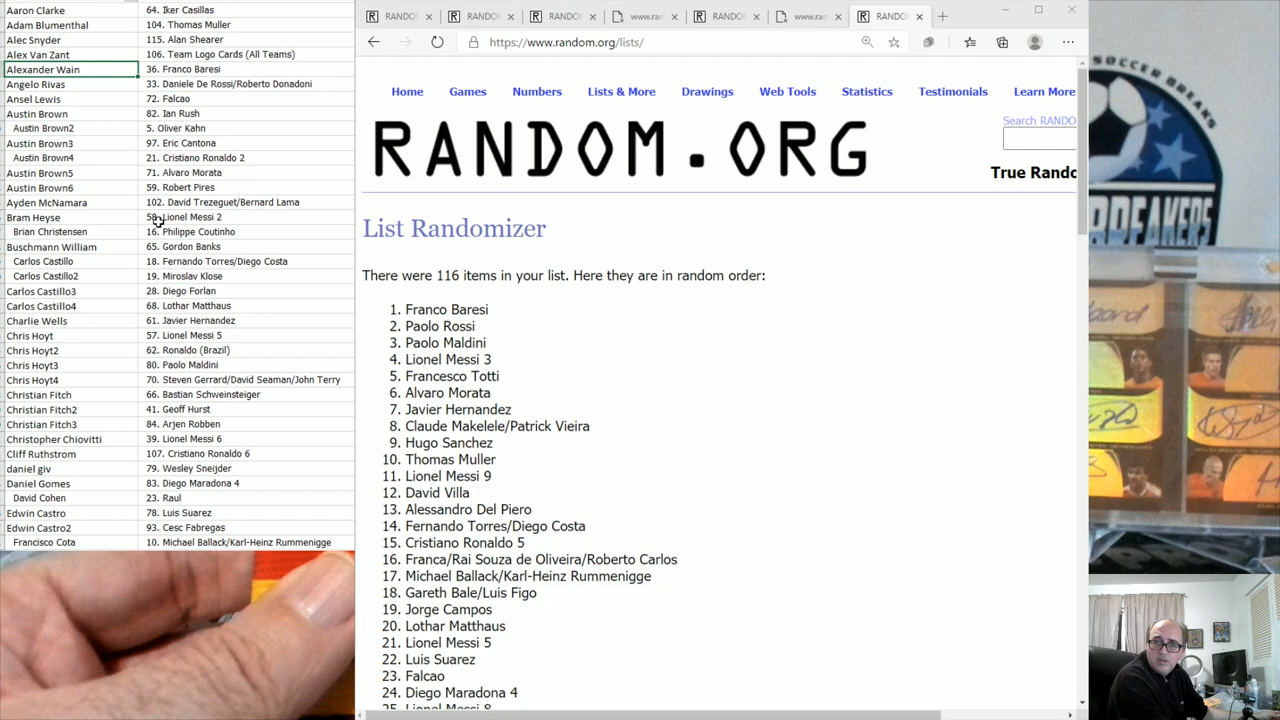 Aaron Clarke 64. Iker Casillas
Adam Blumenthal 104. Thomas Muller
Alec Snyder 115. Alan Shearer
Alex Van Zant 106. Team Logo Cards (All Teams)
Alexander Wain 36. Franco Baresi
Angelo Rivas 33. Daniele De Rossi/Roberto Donadoni
Ansel Lewis 72. Falcao
Austin Brown 82. Ian Rush
Austin Brown2 5. Oliver Kahn
Austin Brown3 97. Eric Cantona
Austin Brown4 21. Cristiano Ronaldo 2
Austin Brown5 71. Alvaro Morata
Austin Brown6 59. Robert Pires
Ayden McNamara 102. David Trezeguet/Bernard Lama
Bram Heyse Lionel Messi 2
Brian Christensen 16. Philippe Coutinho
Buschmann William 65. Gordon Banks
Carlos Castillo 18. Fernando Torres/Diego Costa
Carlos Castillo2 19. Miroslav Klose
Carlos Castillo3 28. Diego Forlan
Carlos Castillo4 68. Lothar Matthaus
Charlie Wells 61. Javier Hernandez
Chris Hoyt 57. Lionel Messi 5
Chris Hoyt2 62. Ronaldo (Brazil)
Chris Hoyt3 80. Paolo Maldini
Chris Hoyt4 70. Steven Gerrard/David Seaman/John Terry
Christian Fitch 66. Bastian Schweinsteiger
Christian Fitch2 41. Geoff Hurst
Christian Fitch3 84. Arjen Robben
Christopher Chiovitti 39. Lionel Messi 6
Cliff Ruthstrom 107. Cristiano Ronaldo 6
daniel giv 79. Wesley Sneijder
Daniel Gomes 83. Diego Maradona 4
David Cohen 23. Raul
Edwin Castro 78. Luis Suarez
Edwin Castro2 93. Cesc Fabregas
Francisco Cota 10. Michael Ballack/Karl-Heinz Rummenigge
RANDOM RANDOM RANDOM www.ran RANDOM www.ran RANDO
https://www.random.org/lists/
Home Games Numbers Lists & More Drawings Web Tools Statistics Testimonials Learn More
Search RANDO
RANDOM.ORG
True Rando
List Randomizer
There were 116 items in your list. Here they are in random order:
1. Franco Baresi
2. Paolo Rossi
3. Paolo Maldini
4. Lionel Messi 3
5. Francesco Totti
6. Alvaro Morata
7. Javier Hernandez
8. Claude Makelele/Patrick Vieira
9. Hugo Sanchez
10. Thomas Muller
11. Lionel Messi 9
12. David Villa
13. Alessandro Del Piero
14. Fernando Torres/Diego Costa
15. Cristiano Ronaldo 5
16. Franca/Rai Souza de Oliveira/Roberto Carlos
17. Michael Ballack/Karl-Heinz Rummenigge
18. Gareth Bale/Luis Figo
19. Jorge Campos
20. Lothar Matthaus
21. Lionel Messi 5
22. Luis Suarez
23. Falcao
24. Diego Maradona 4
25. Lionel Messi 8
SOCCER BREAKS
BREAKERS